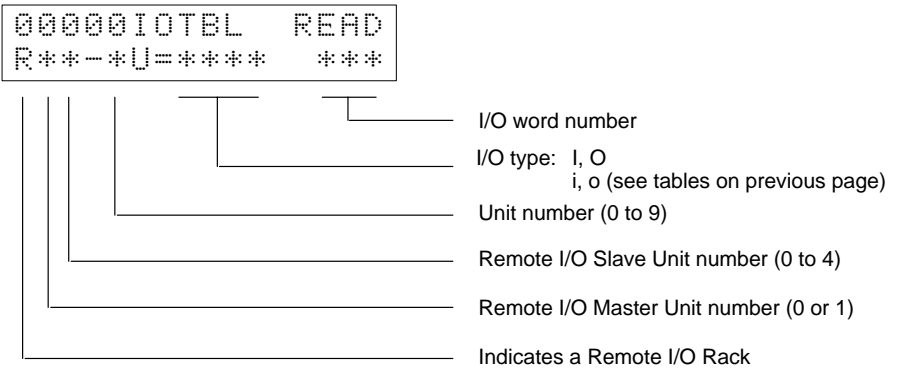 00000IOTBL READ
R**-*U=**** ***
I/O word number
I/O type: I, O
i, o (see tables on previous page)
Unit number (0 to 9)
Remote I/O Slave Unit number (0 to 4)
Remote I/O Master Unit number (0 or 1)
Indicates a Remote I/O Rack